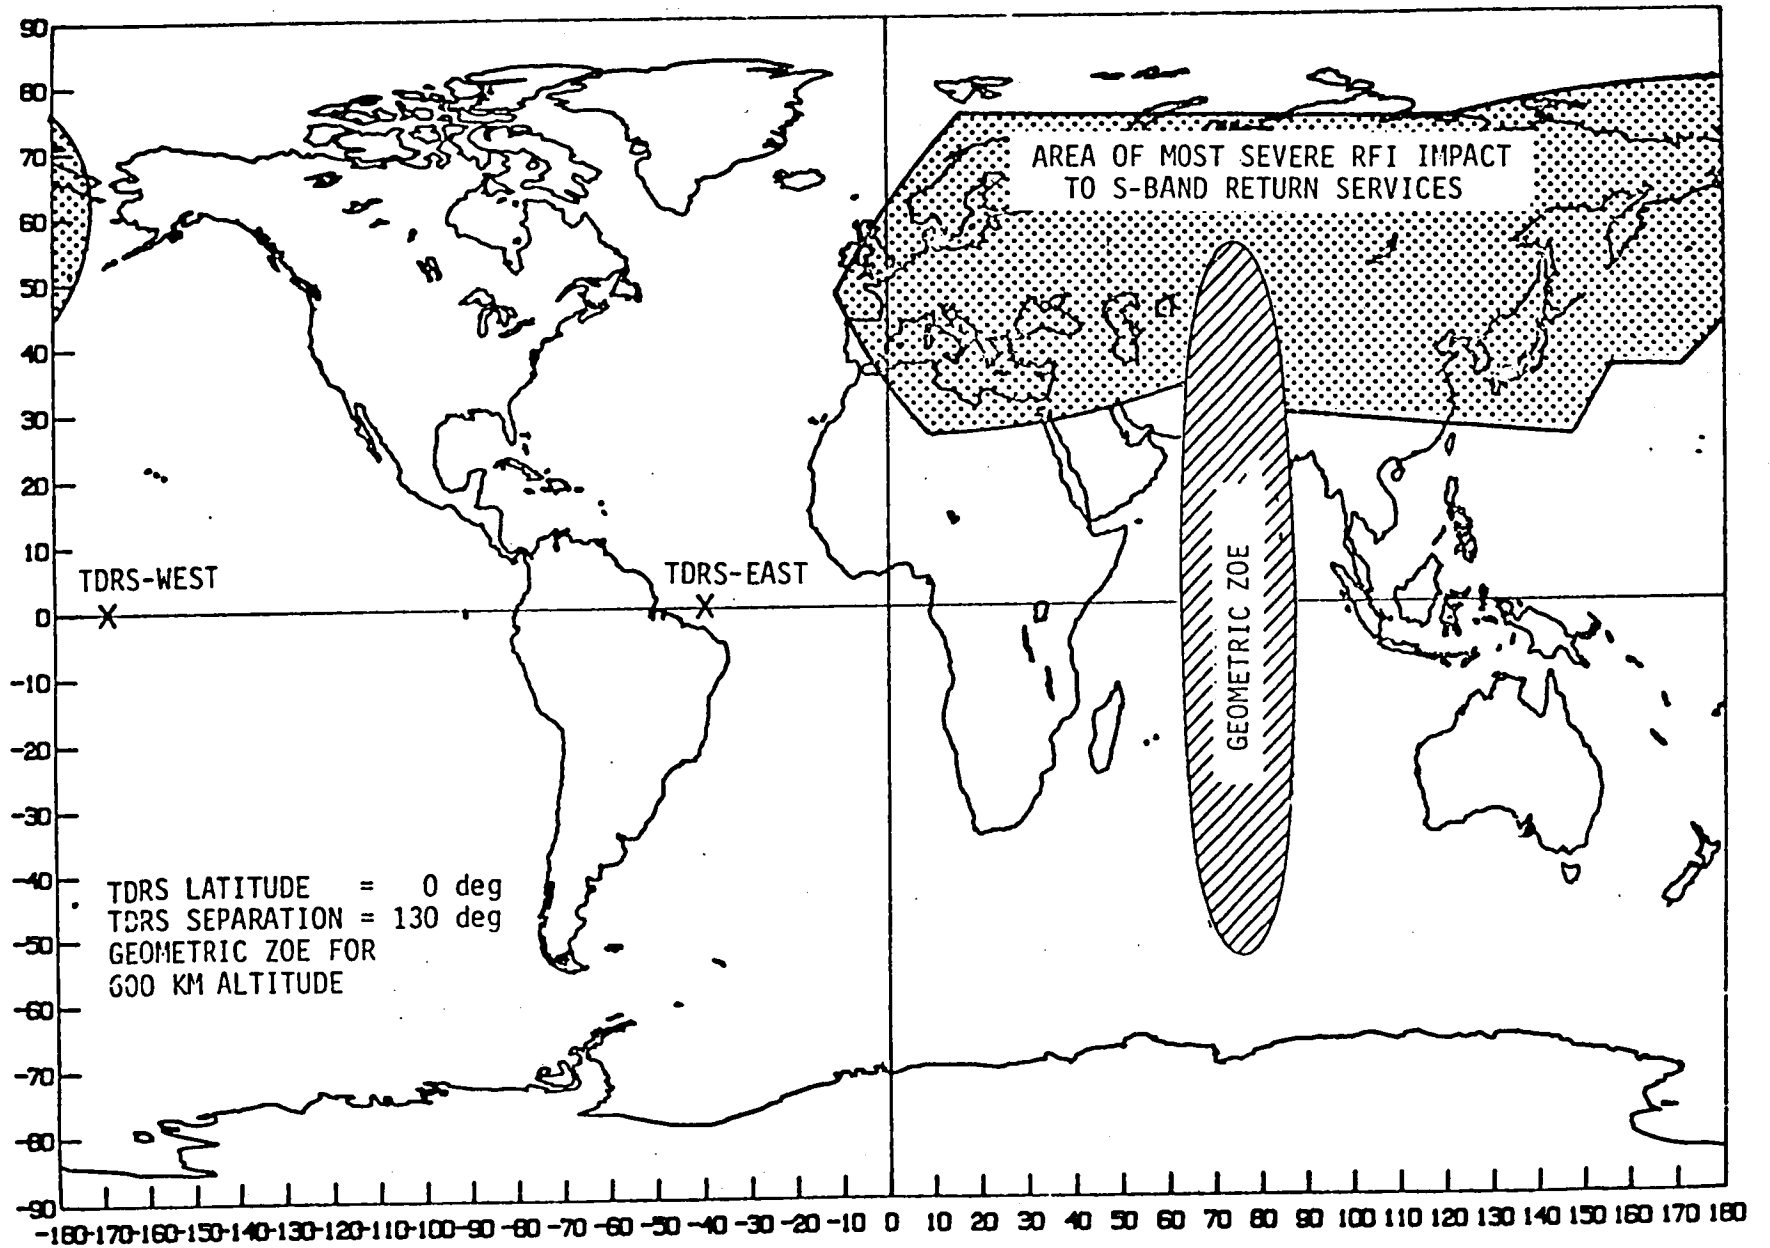 90
80
70
60
50
40
30
20
10
0
-10
-20
-30
-40
-50
-60
-70
-80
-90
AREA OF MOST SEVERE RFI IMPACT
TO S-BAND RETURN SERVICES
TDRS-WEST
TDRS-EAST
GEOMETRIC ZOE
TDRS LATITUDE = 0 deg
TDRS SEPARATION = 130 deg
GEOMETRIC ZOE FOR
600 KM ALTITUDE
-180 -170 -160 -150 -140 -130 -120 -110 -100 -90 -80 -70 -60 -50 -40 -30 -20 -10 0 10 20 30 40 50 60 70 80 90 100 110 120 130 140 150 160 170 180